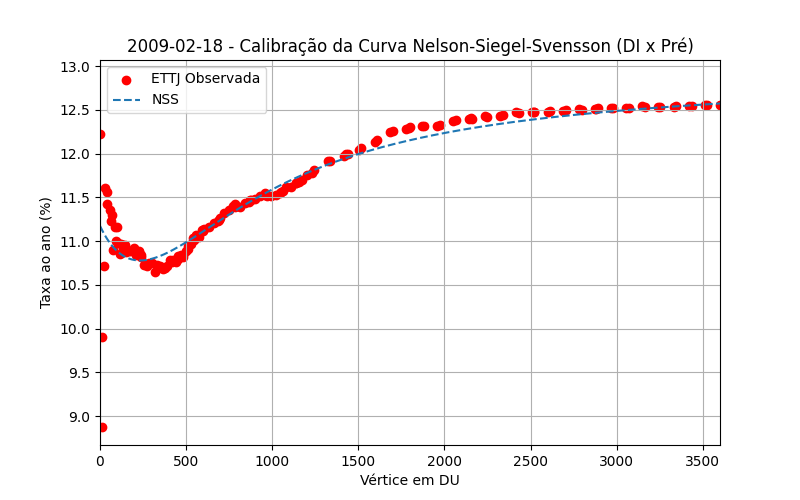 2009-02-18 - Calibração da Curva Nelson-Siegel-Svensson (DI x Pré)
13.0
12.5
12.0
11.5
11.0
10.5
10.0
9.5
9.0
Taxa ao ano (%)
ETTJ Observada
NSS
0 500 1000 1500 2000 2500 3000 3500
Vértice em DU